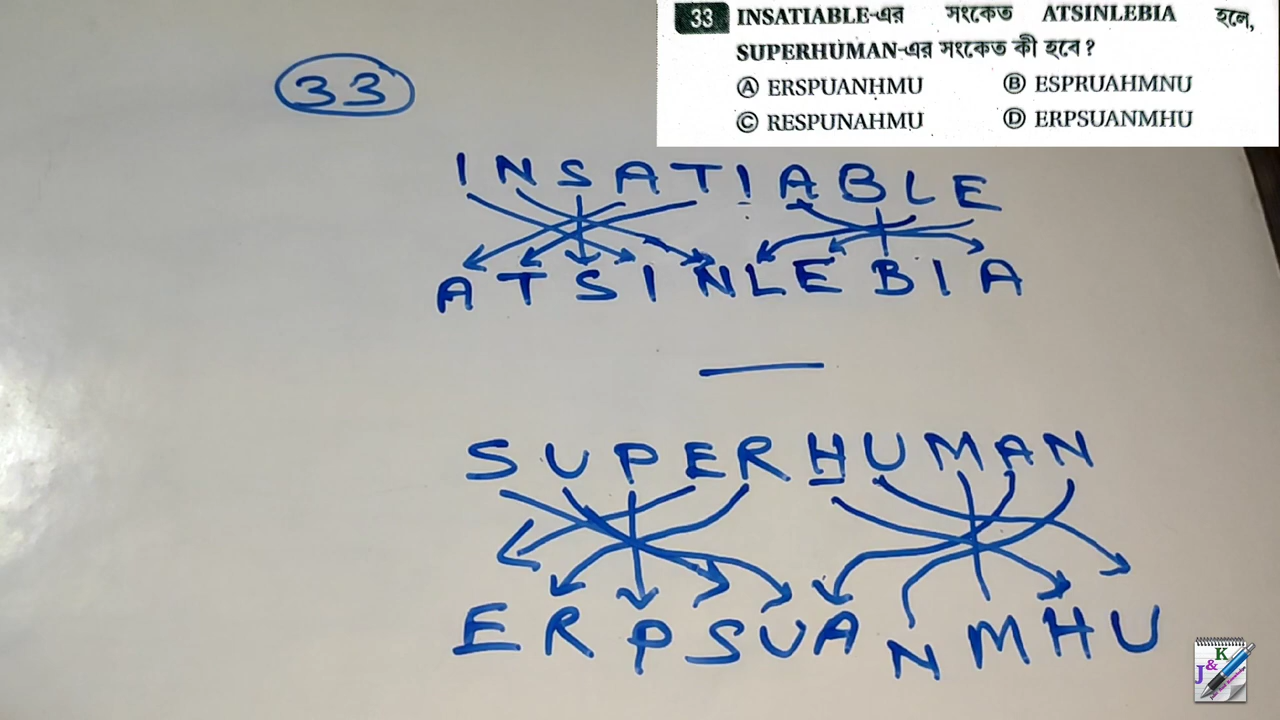 33 INSATIABLE-এর সংকেত ATSINLEBIA হলে,
SUPERHUMAN-এর সংকেত কী হবে ?
Ⓐ ERSPUANHMU Ⓑ ESPRUAHMNU
Ⓒ RESPUNAHMU Ⓓ ERPSUANMHU
33
INSATIABLE
ATSINLEBIA
SUPERHUMAN
ERPSUANMHU
J&K